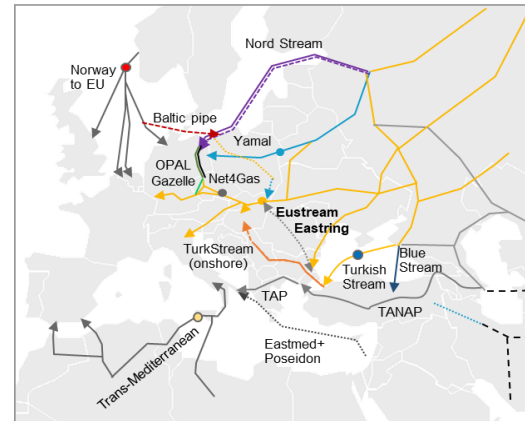 Nord Stream
Norway
to EU
Baltic pipe
Yamal
OPAL
Gazelle
Net4Gas
Eustream
Eastring
TurkStream
(onshore)
Turkish
Stream
Blue
Stream
TAP
TANAP
Eastmed+
Poseidon
Trans-Mediterranean